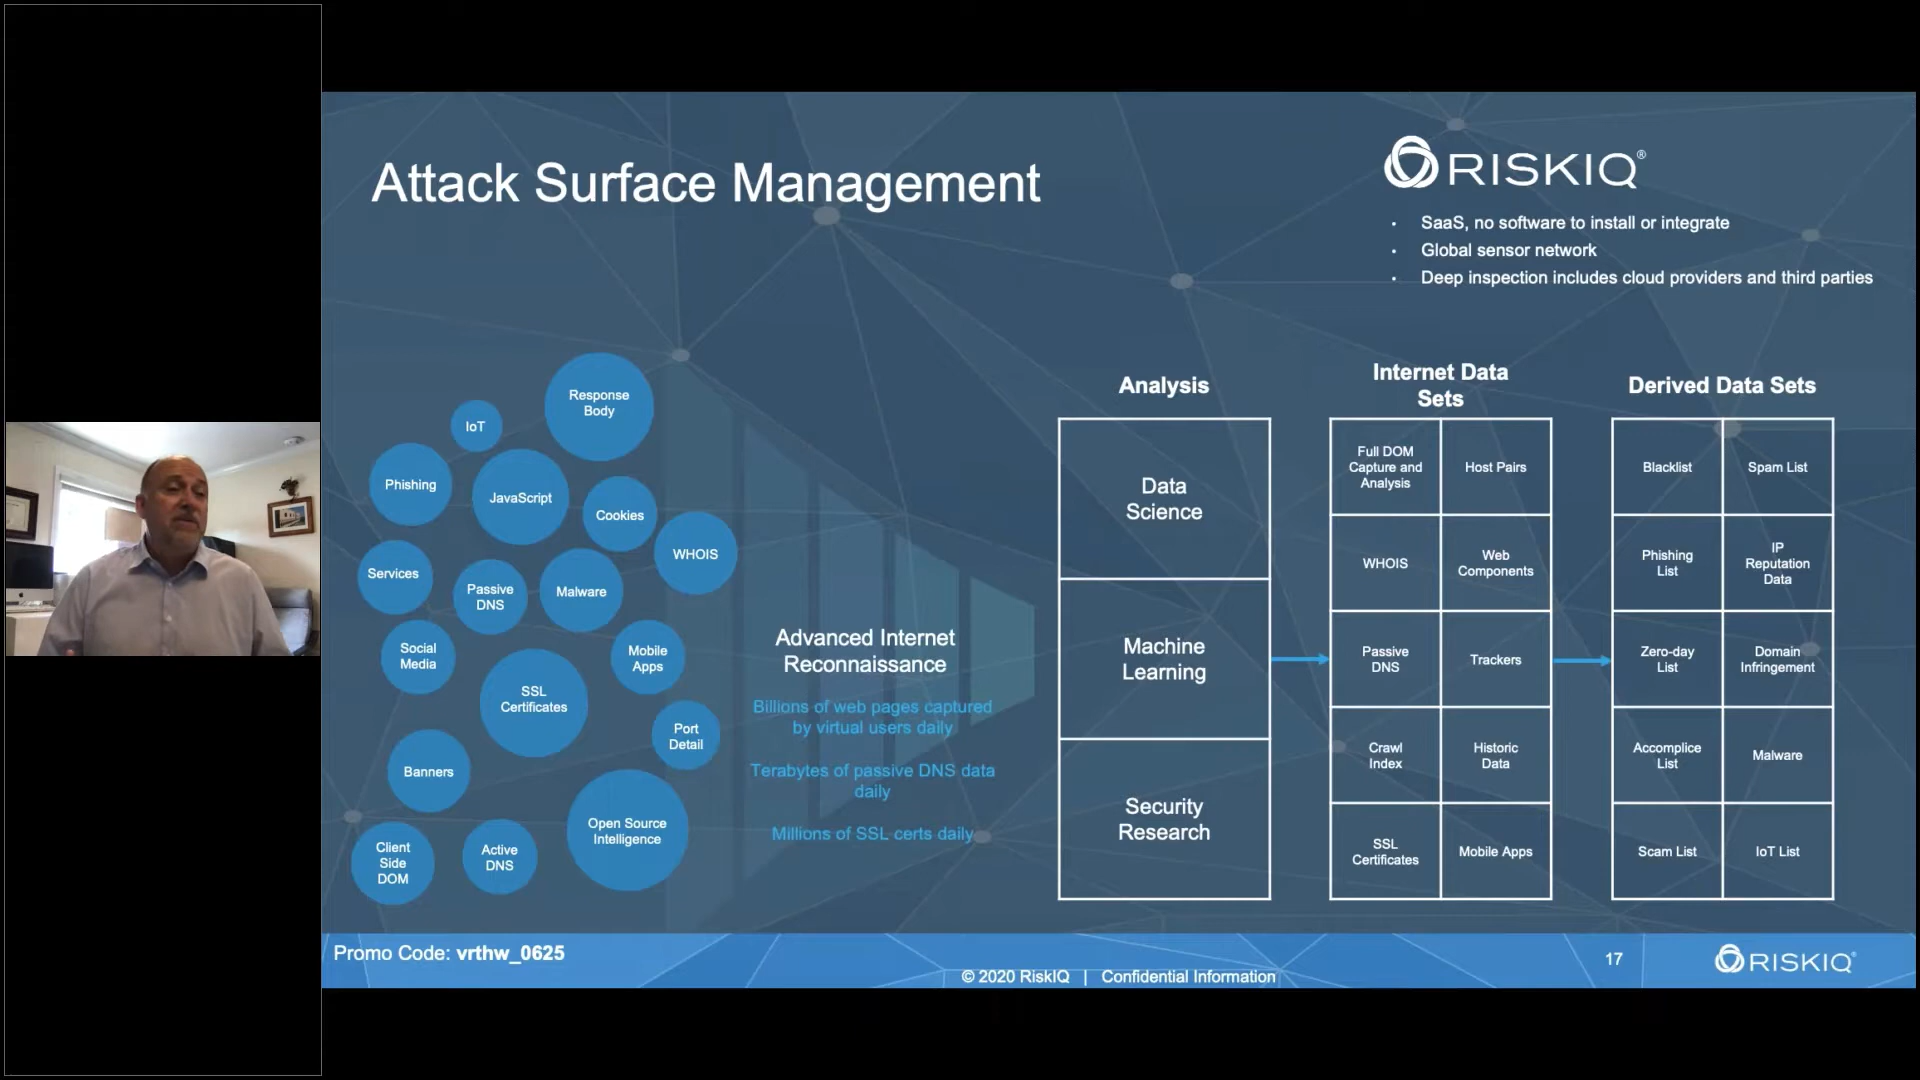 Attack Surface Management
RISKIQ®
• SaaS, no software to install or integrate
• Global sensor network
• Deep inspection includes cloud providers and third parties
Response
Body
IoT
Phishing
JavaScript
Cookies
WHOIS
Services
Passive
DNS
Malware
Social
Media
Mobile
Apps
SSL
Certificates
Port
Detail
Banners
Open Source
Intelligence
Client
Side
DOM
Active
DNS
Advanced Internet
Reconnaissance
Billions of web pages captured
by virtual users daily
Terabytes of passive DNS data
daily
Millions of SSL certs daily
Analysis
Data
Science
Machine
Learning
Security
Research
Internet Data
Sets
Full DOM
Capture and
Analysis
Host Pairs
WHOIS
Web
Components
Passive
DNS
Trackers
Crawl
Index
Historic
Data
SSL
Certificates
Mobile Apps
Derived Data Sets
Blacklist
Spam List
Phishing
List
IP
Reputation
Data
Zero-day
List
Domain
Infringement
Accomplice
List
Malware
Scam List
IoT List
Promo Code: vrthw_0625
© 2020 RiskIQ | Confidential Information
17
RISKIQ®